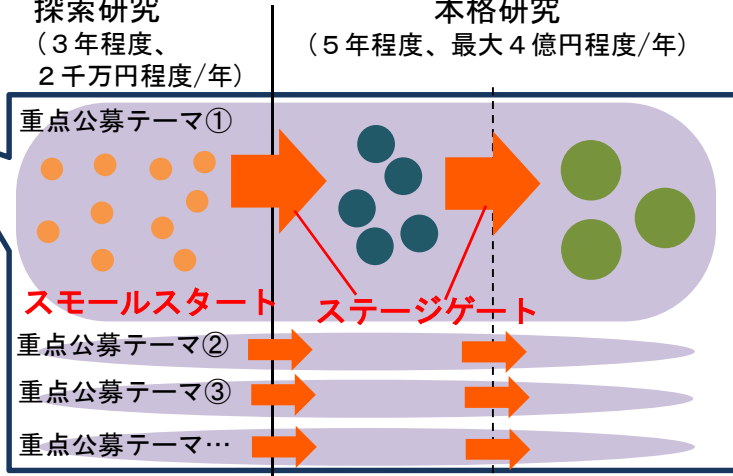 探索研究
（３年程度、
２千万円程度/年）
本格研究
（５年程度、最大４億円程度/年）
重点公募テーマ①
スモールスタート
ステージゲート
重点公募テーマ②
重点公募テーマ③
重点公募テーマ…